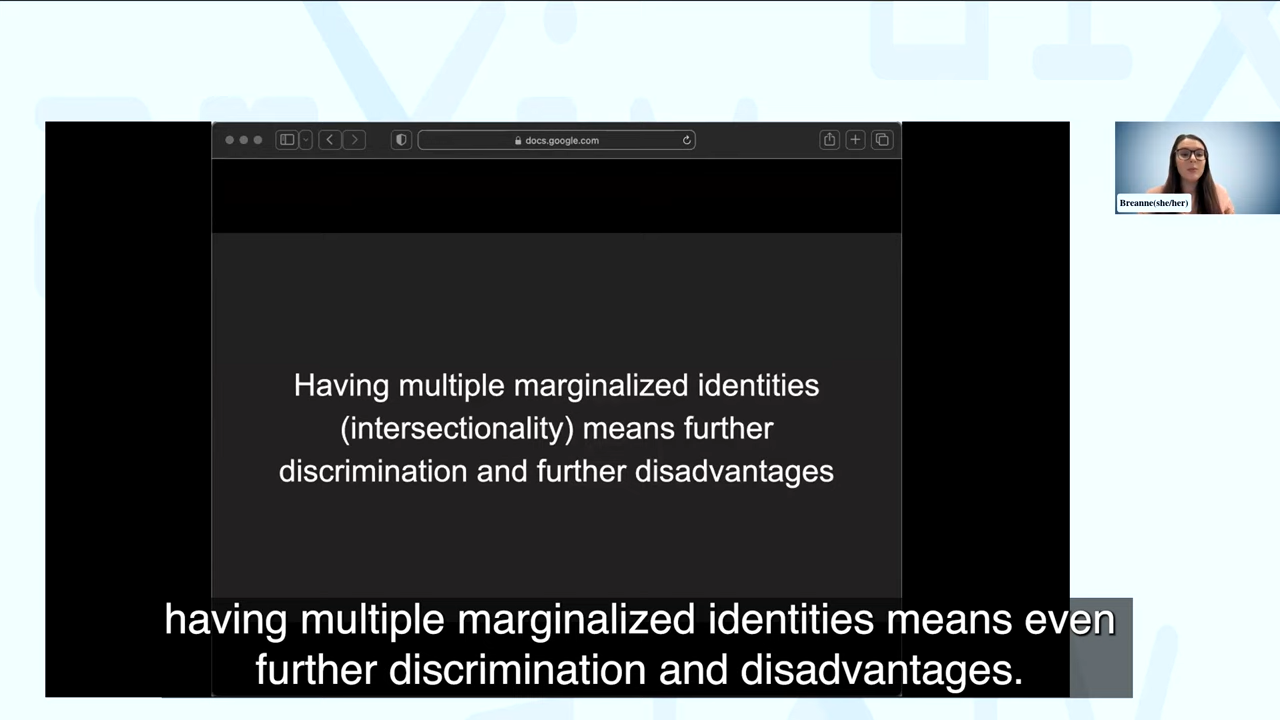 docs.google.com
Breanne(she/her)
Having multiple marginalized identities
(intersectionality) means further
discrimination and further disadvantages
having multiple marginalized identities means even
further discrimination and disadvantages.